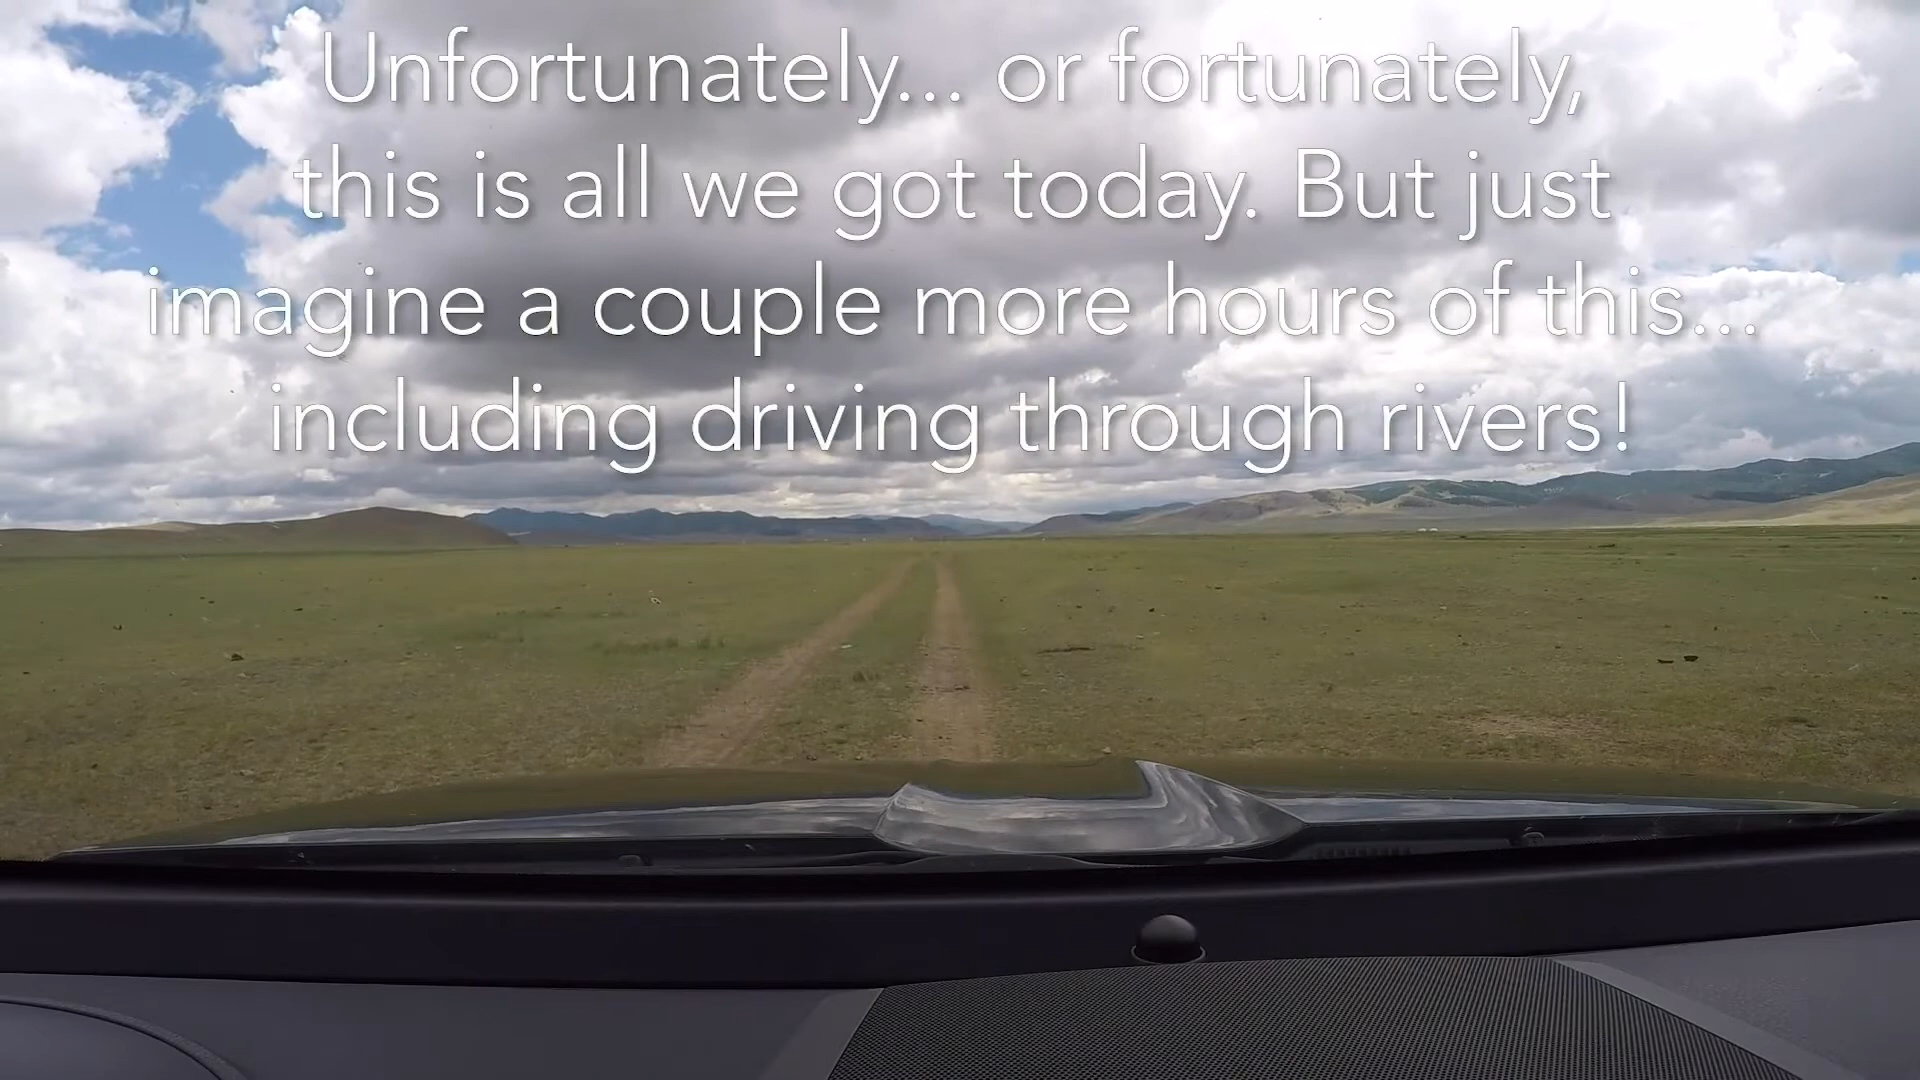 Unfortunately... or fortunately,
this is all we got today. But just
imagine a couple more hours of this...
including driving through rivers!